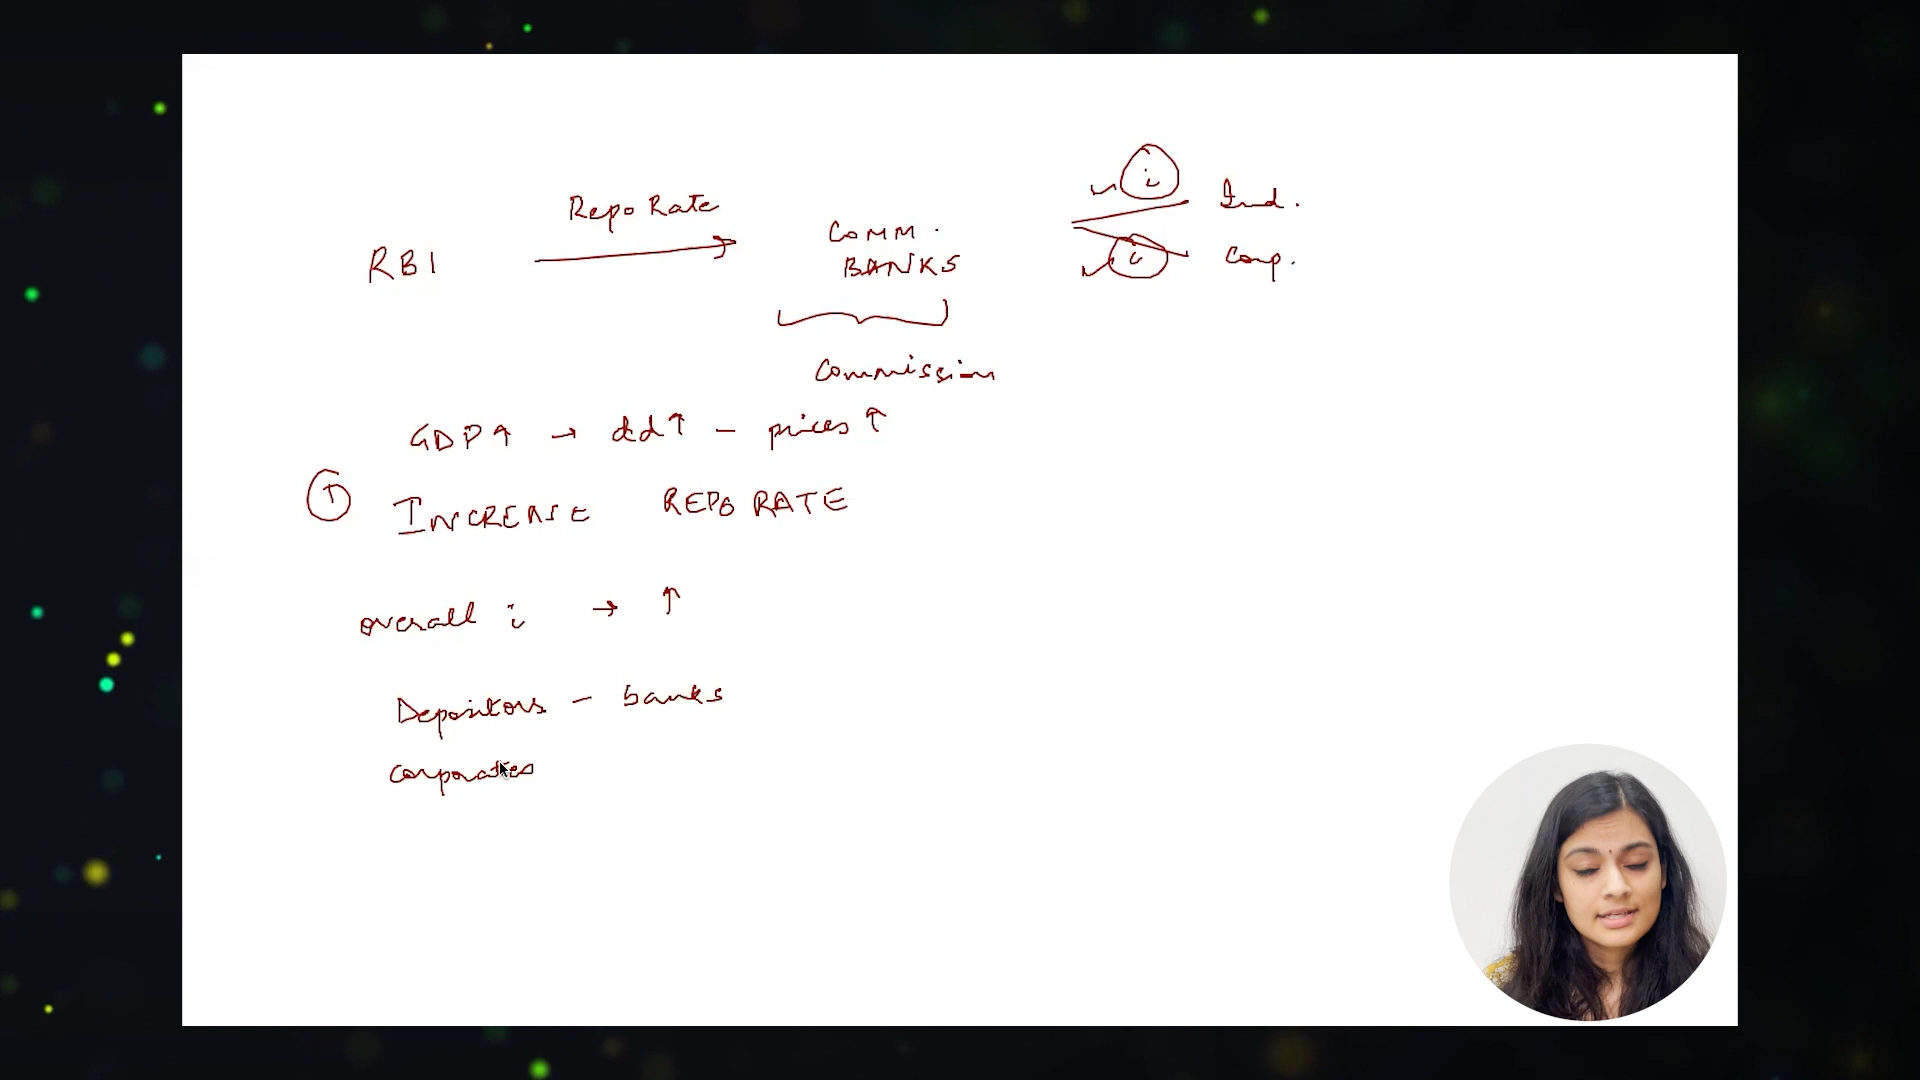 Repo Rate
RBI → COMM. BANKS
i Ind.
i Corp.
Commission
GDP↑ → dd↑ – prices↑
① INCREASE REPO RATE
overall i → ↑
Depositors – banks
corporates